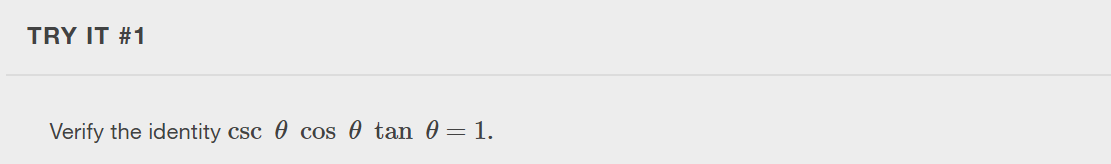 TRY IT #1
Verify the identity csc θ cos θ tan θ = 1.